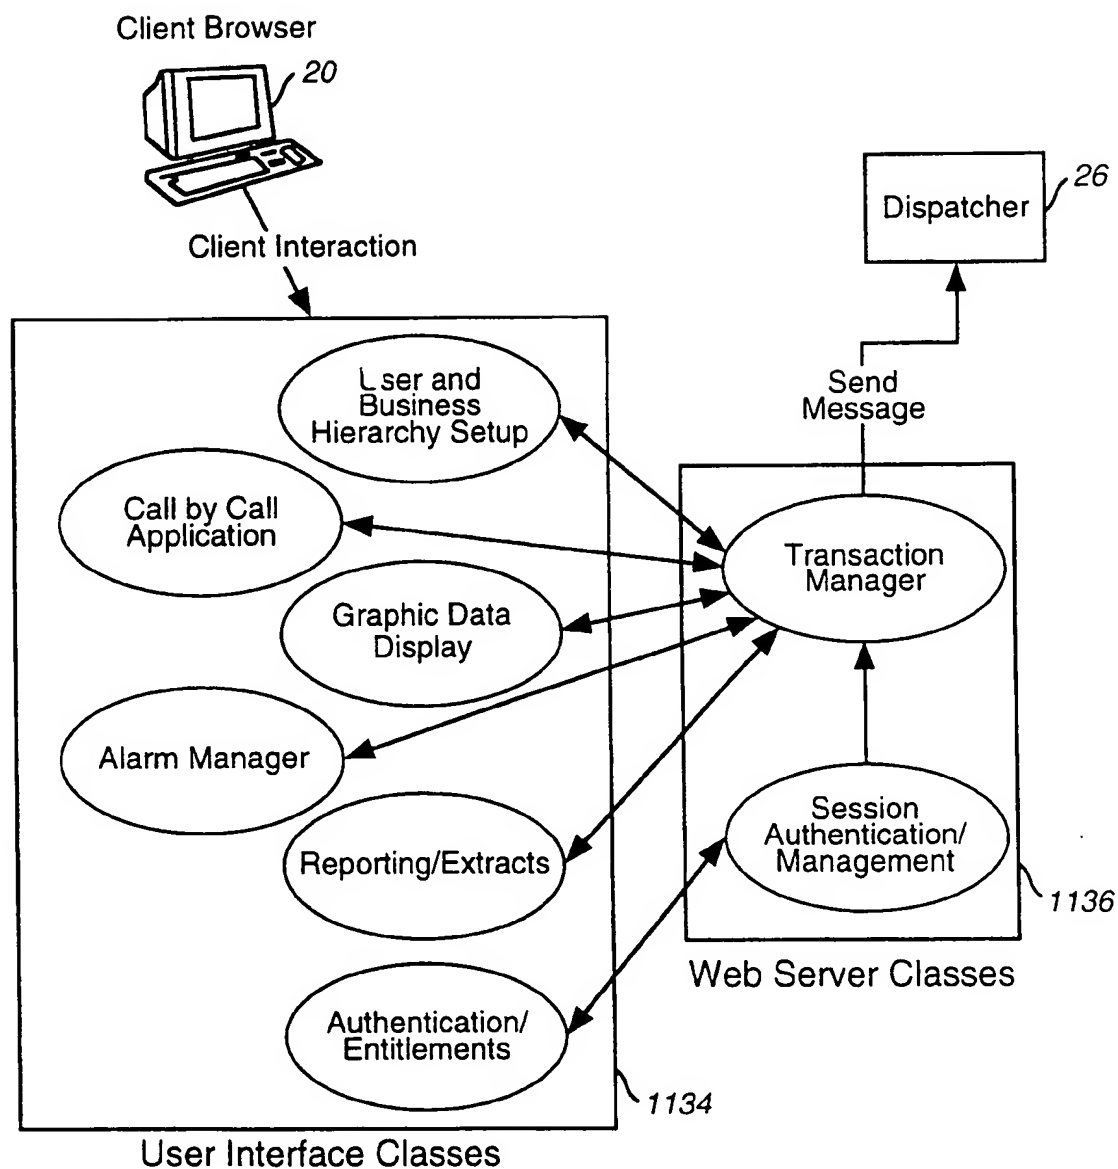 Client Browser
20
Client Interaction
Dispatcher
26
Send
Message
User and
Business
Hierarchy Setup
Call by Call
Application
Graphic Data
Display
Alarm Manager
Reporting/Extracts
Authentication/
Entitlements
Transaction
Manager
Session
Authentication/
Management
1136
Web Server Classes
1134
User Interface Classes